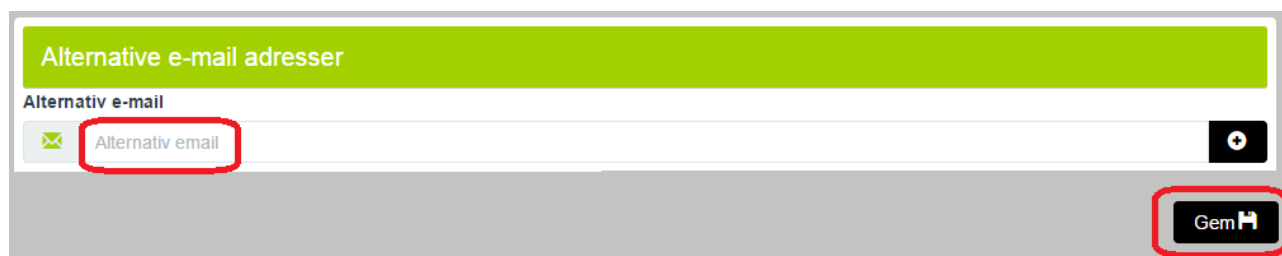 Alternative e-mail adresser
Alternativ e-mail
Alternativ email
Gem